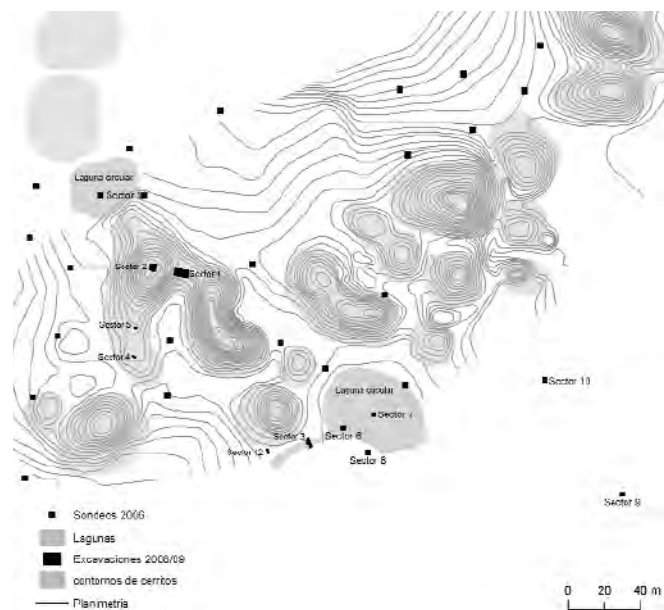 Laguna circular
Sector 2
Sector 1
Sector 5
Sector 4
Laguna circular
Sector 10
Sector 7
Sector 6
Sector 3
Sector 12
Sector 8
Sector 9
Sondeos 2006
Lagunas
Excavaciones 2008/09
contornos de cerritos
Planimetría
0 20 40 m